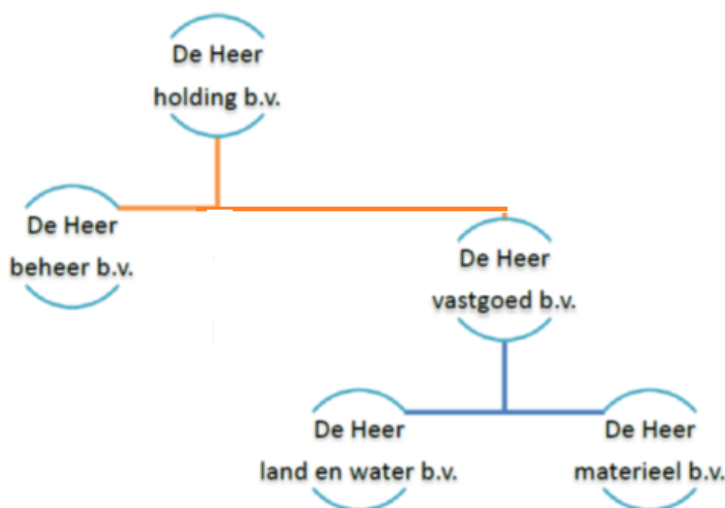 De Heer
holding b.v.
De Heer
beheer b.v.
De Heer
vastgoed b.v.
De Heer
land en water b.v.
De Heer
materieel b.v.